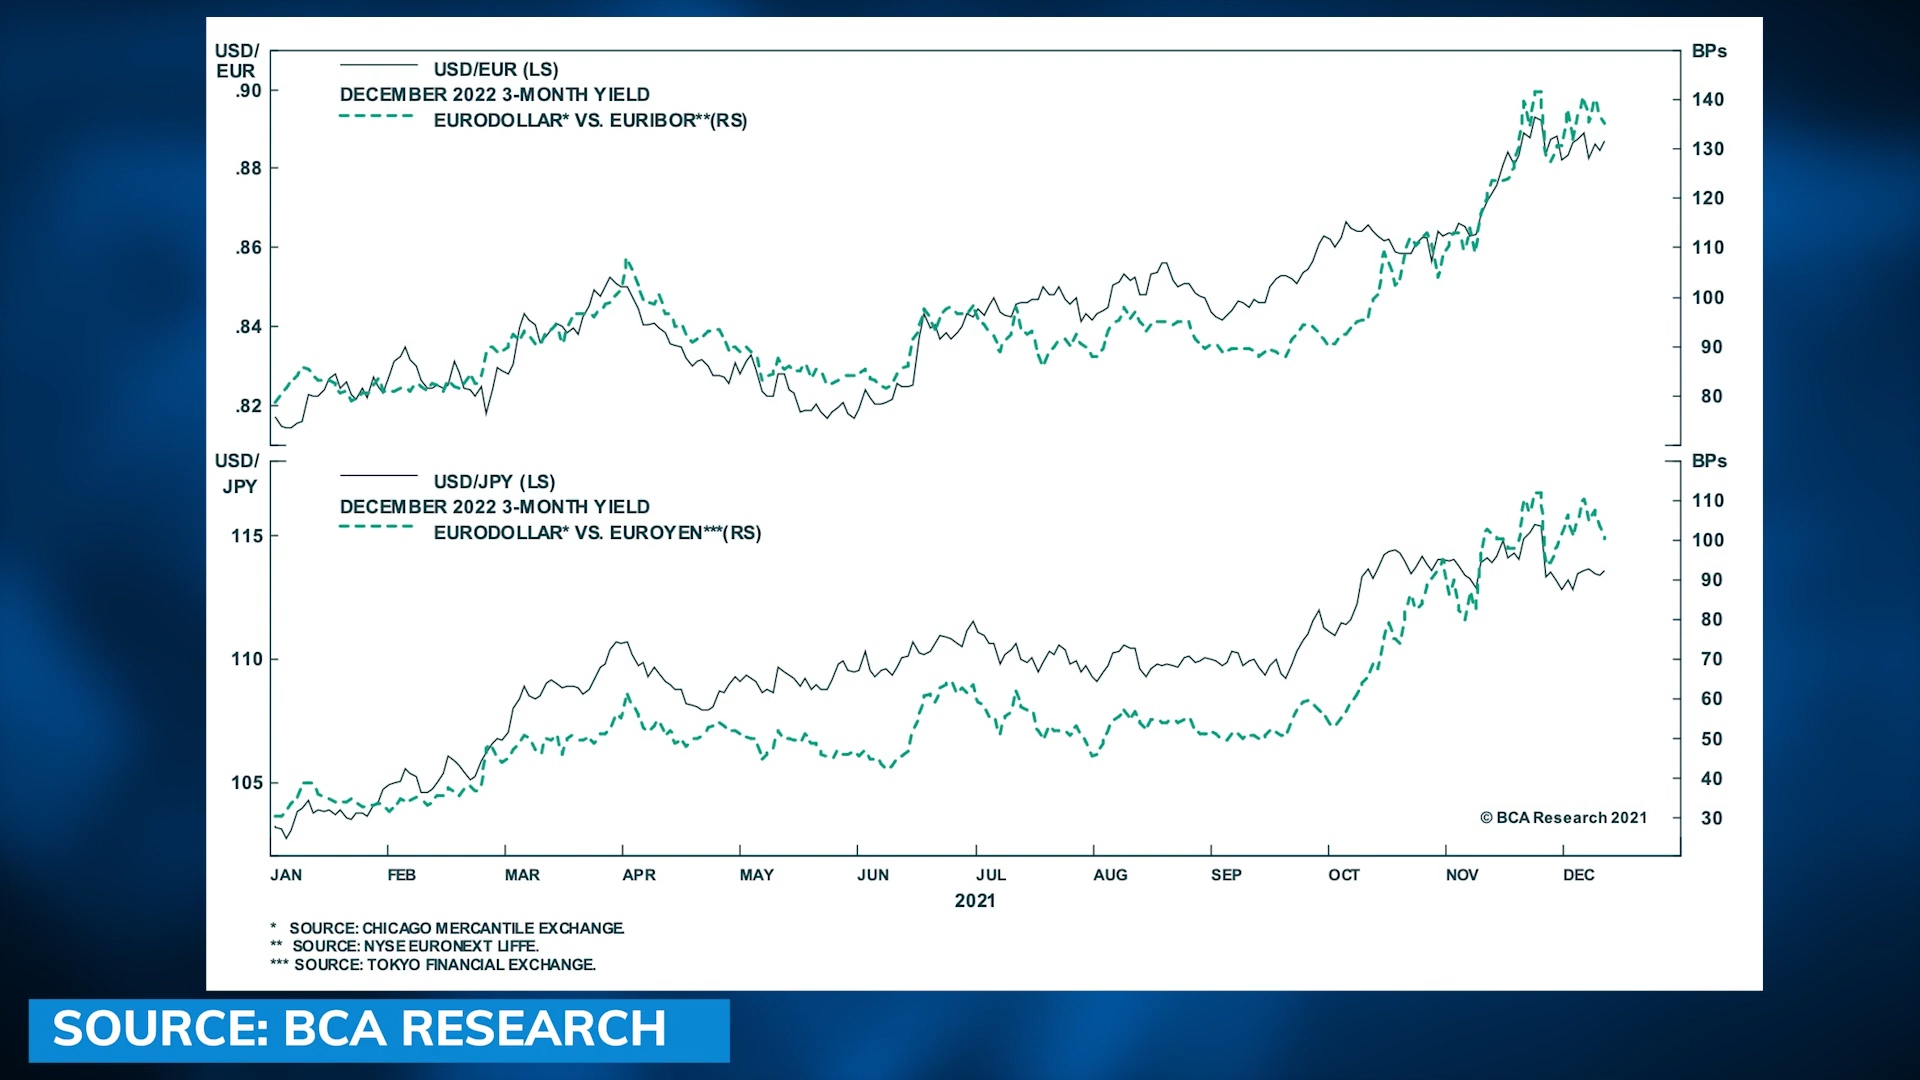 USD/
EUR
BPs
USD/EUR (LS)
DECEMBER 2022 3-MONTH YIELD
EURODOLLAR* VS. EURIBOR**(RS)
.90
.88
.86
.84
.82
140
130
120
110
100
90
80
USD/
JPY
BPs
USD/JPY (LS)
DECEMBER 2022 3-MONTH YIELD
EURODOLLAR* VS. EUROYEN***(RS)
115
110
105
110
100
90
80
70
60
50
40
30
© BCA Research 2021
JAN FEB MAR APR MAY JUN JUL AUG SEP OCT NOV DEC
2021
* SOURCE: CHICAGO MERCANTILE EXCHANGE.
** SOURCE: NYSE EURONEXT LIFFE.
*** SOURCE: TOKYO FINANCIAL EXCHANGE.
SOURCE: BCA RESEARCH